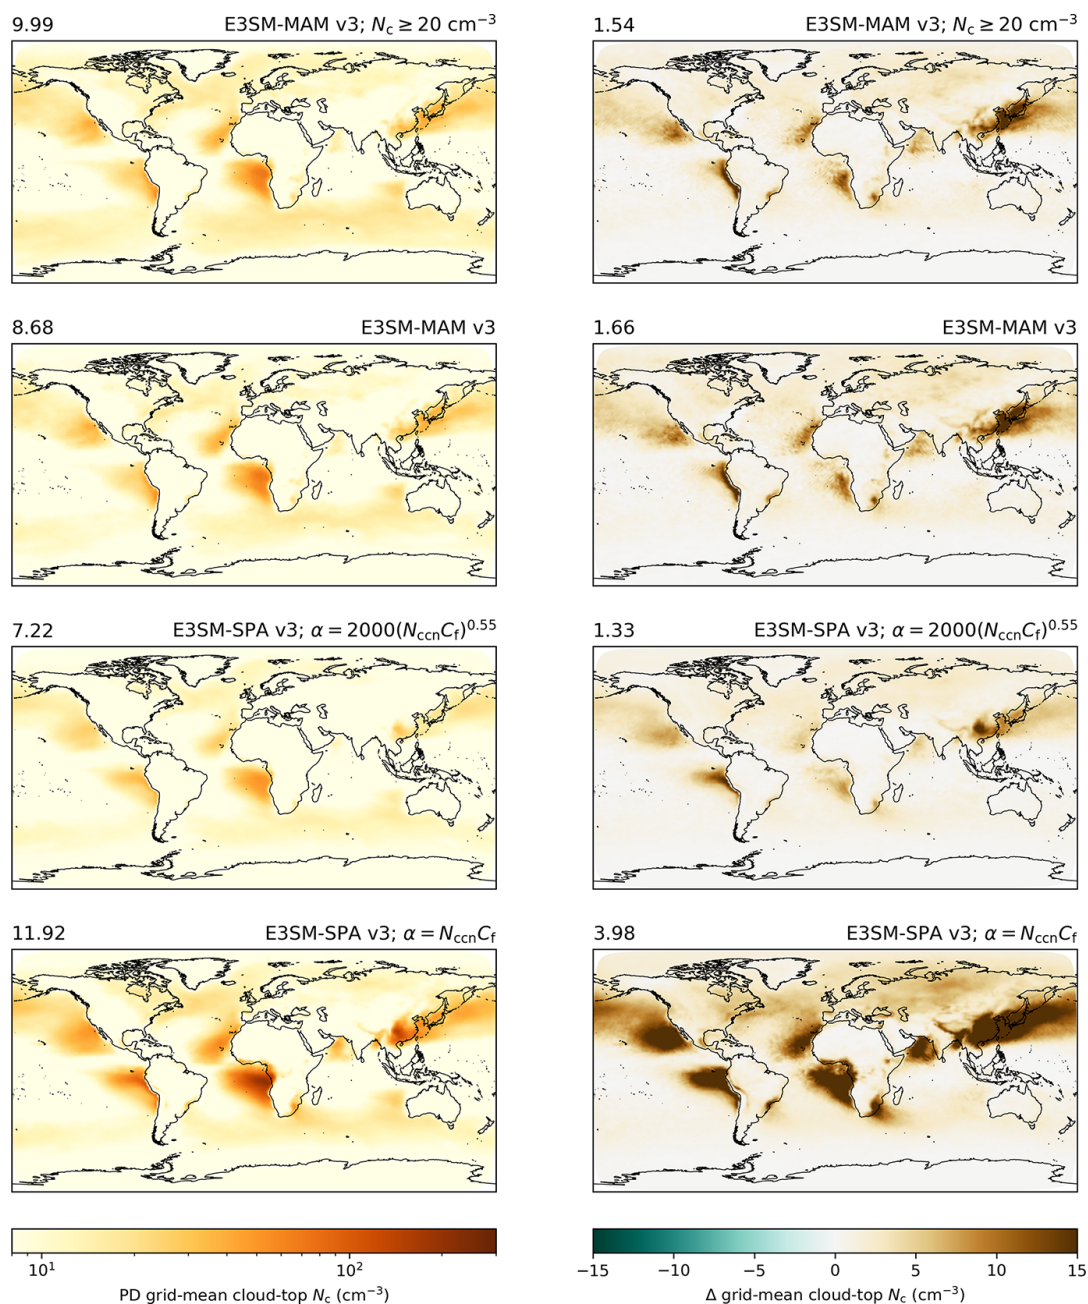 9.99 E3SM-MAM v3; N_c ≥ 20 cm⁻³
1.54 E3SM-MAM v3; N_c ≥ 20 cm⁻³
8.68 E3SM-MAM v3
1.66 E3SM-MAM v3
7.22 E3SM-SPA v3; α = 2000(N_ccn C_f)^0.55
1.33 E3SM-SPA v3; α = 2000(N_ccn C_f)^0.55
11.92 E3SM-SPA v3; α = N_ccn C_f
3.98 E3SM-SPA v3; α = N_ccn C_f
10¹ 10²
PD grid-mean cloud-top N_c (cm⁻³)
−15 −10 −5 0 5 10 15
Δ grid-mean cloud-top N_c (cm⁻³)